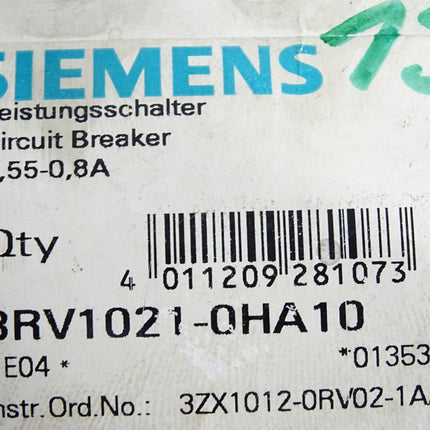 SIEMENS 13
eistungsschalter
ircuit Breaker
,55-0,8A
Qty
4 011209 281073
3RV1021-0HA10
E04 *
*01353
nstr.Ord.No.: 3ZX1012-0RV02-1A